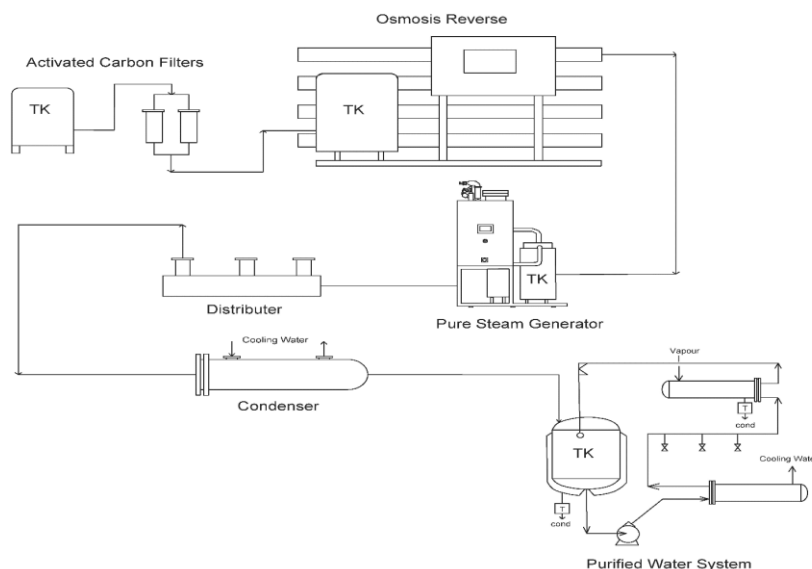 Osmosis Reverse
Activated Carbon Filters
TK
TK
TK
Distributer
Pure Steam Generator
Cooling Water
Condenser
Vapour
T
cond
TK
Cooling Wate
T
cond
Purified Water System